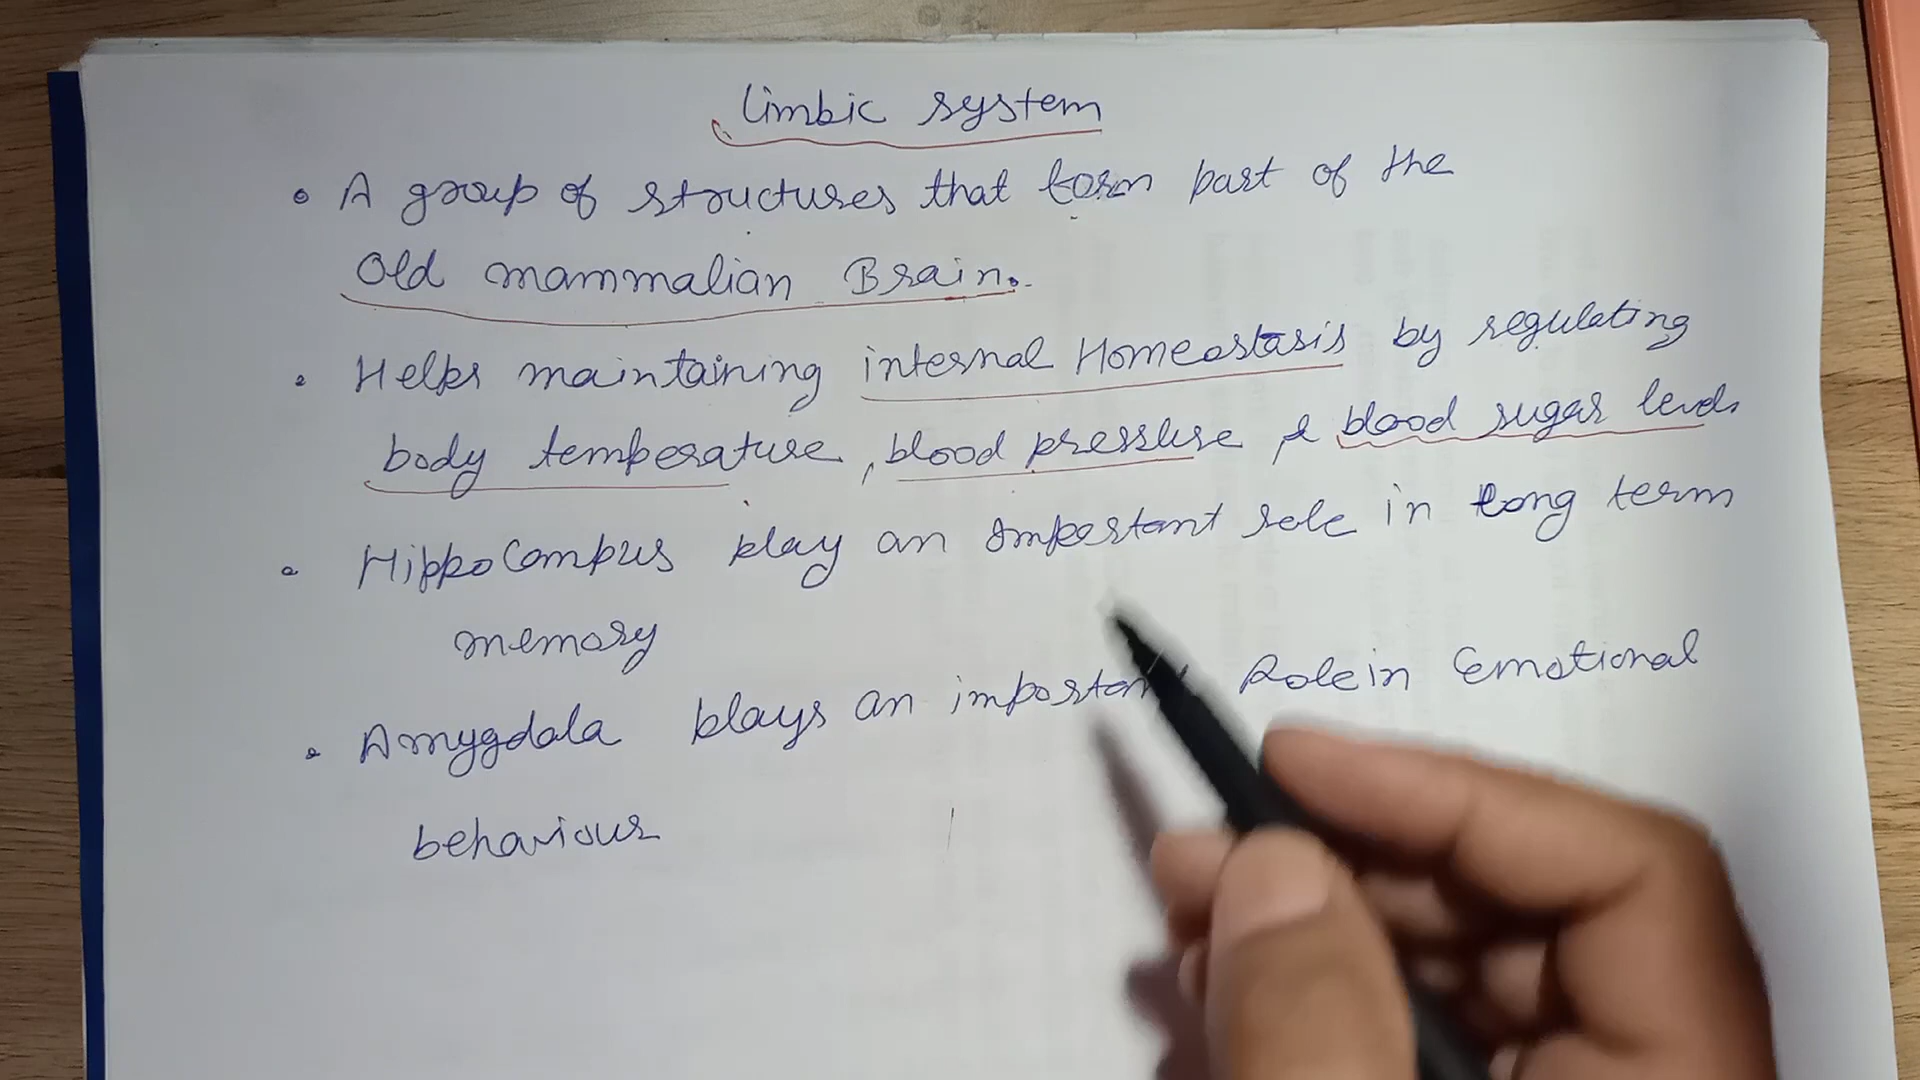 Limbic system
• A group of structures that form part of the
Old mammalian Brain.
• Helps maintaining internal Homeostasis by regulating
body temperature, blood pressure & blood sugar levels
• Hippocampus play an important role in long term
memory
• Amygdala plays an important Role in Emotional
behaviour